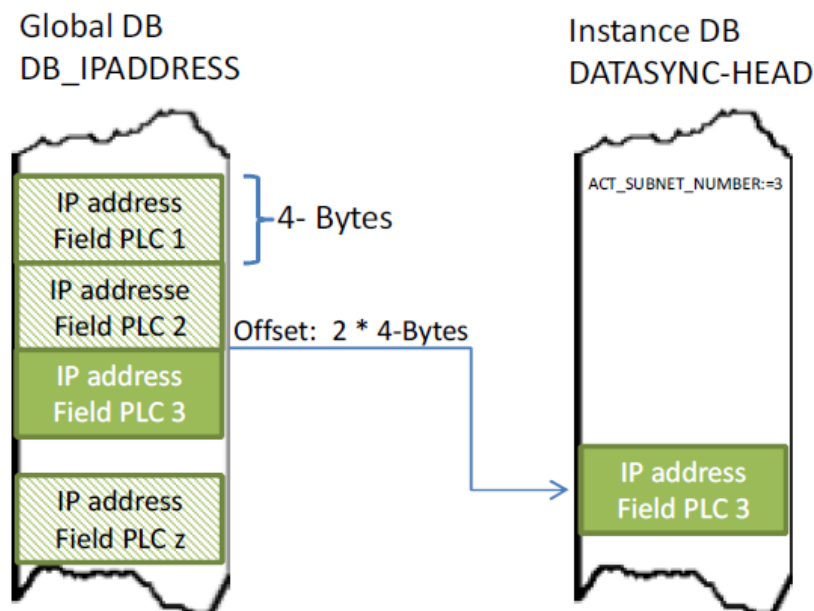 Global DB
DB_IPADDRESS
Instance DB
DATASYNC-HEAD
IP address
Field PLC 1
4- Bytes
ACT_SUBNET_NUMBER:=3
IP addresse
Field PLC 2
Offset:  2 * 4-Bytes
IP address
Field PLC 3
IP address
Field PLC z
IP address
Field PLC 3